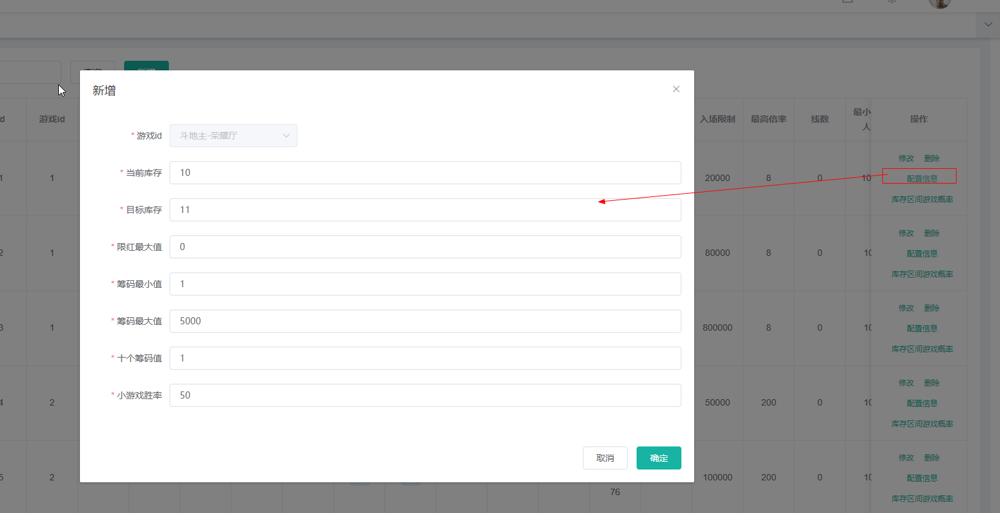 新增
* 游戏id 斗地主-荣耀厅
* 当前库存 10
* 目标库存 11
* 限红最大值 0
* 筹码最小值 1
* 筹码最大值 5000
* 十个筹码值 1
* 小游戏胜率 50
取消 确定
游戏id 入场限制 最高倍率 线数 最小 操作
人
1 20000 8 0 10 修改 删除
配置信息
库存区间游戏概率
1 80000 8 0 10 修改 删除
配置信息
库存区间游戏概率
1 800000 8 0 10 修改 删除
配置信息
库存区间游戏概率
2 50000 200 0 10 修改 删除
配置信息
库存区间游戏概率
2 100000 200 0 10 修改 删除
配置信息
库存区间游戏概率
76